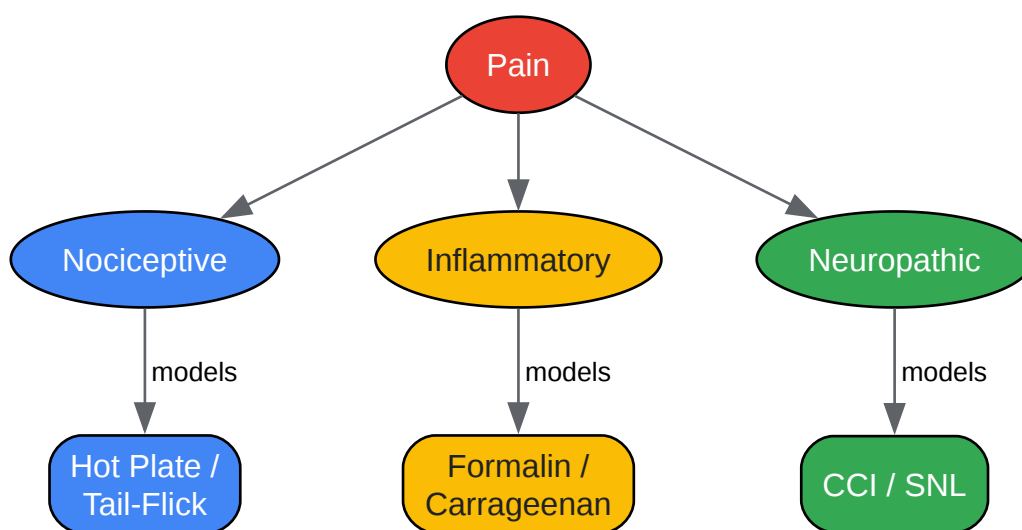 Pain
Nociceptive
Inflammatory
Neuropathic
models
models
models
Hot Plate /
Tail-Flick
Formalin /
Carrageenan
CCI / SNL